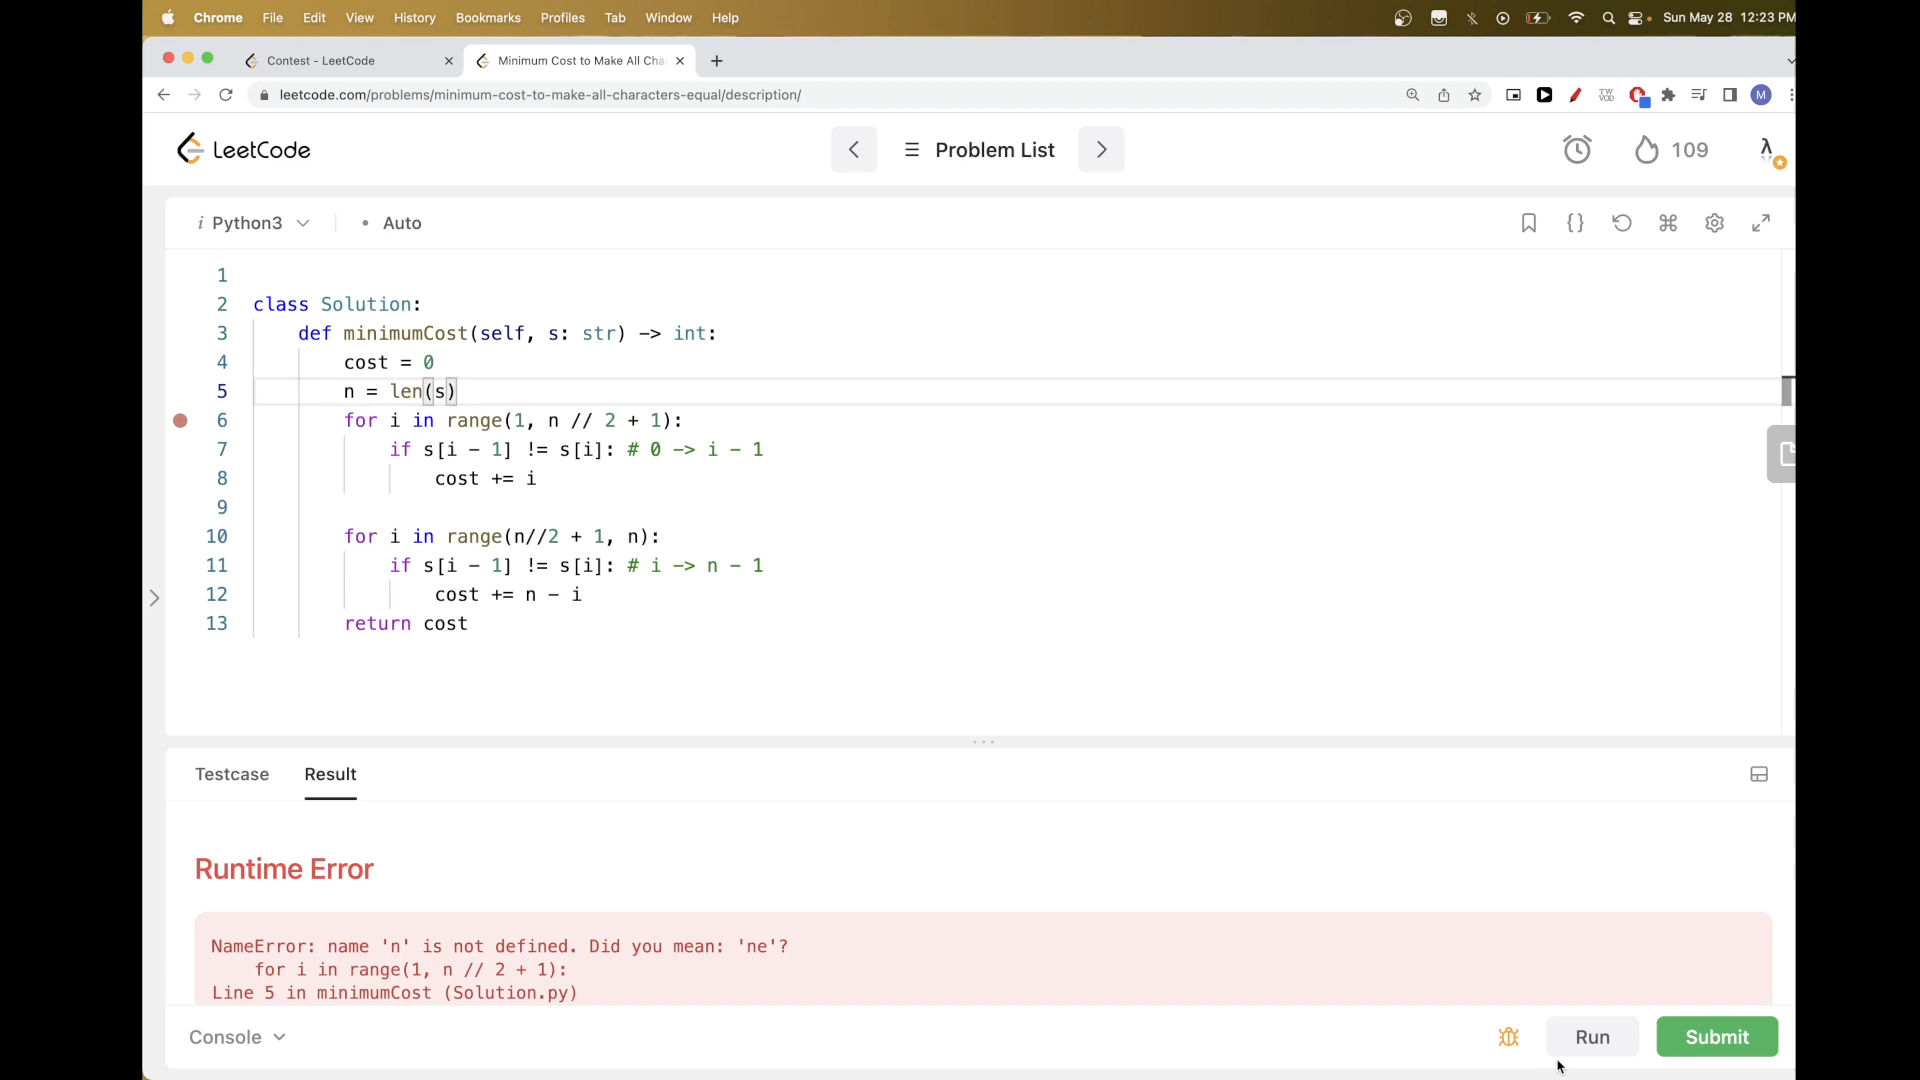 Chrome File Edit View History Bookmarks Profiles Tab Window Help Sun May 28 12:23 PM
Contest - LeetCode Minimum Cost to Make All Cha
leetcode.com/problems/minimum-cost-to-make-all-characters-equal/description/ TW VOD M
LeetCode Problem List 109
i Python3 • Auto
1
2 class Solution:
3 def minimumCost(self, s: str) -> int:
4 cost = 0
5 n = len(s)
6 for i in range(1, n // 2 + 1):
7 if s[i - 1] != s[i]: # 0 -> i - 1
8 cost += i
9
10 for i in range(n//2 + 1, n):
11 if s[i - 1] != s[i]: # i -> n - 1
12 cost += n - i
13 return cost
Testcase Result
Runtime Error
NameError: name 'n' is not defined. Did you mean: 'ne'?
for i in range(1, n // 2 + 1):
Line 5 in minimumCost (Solution.py)
Console Run Submit